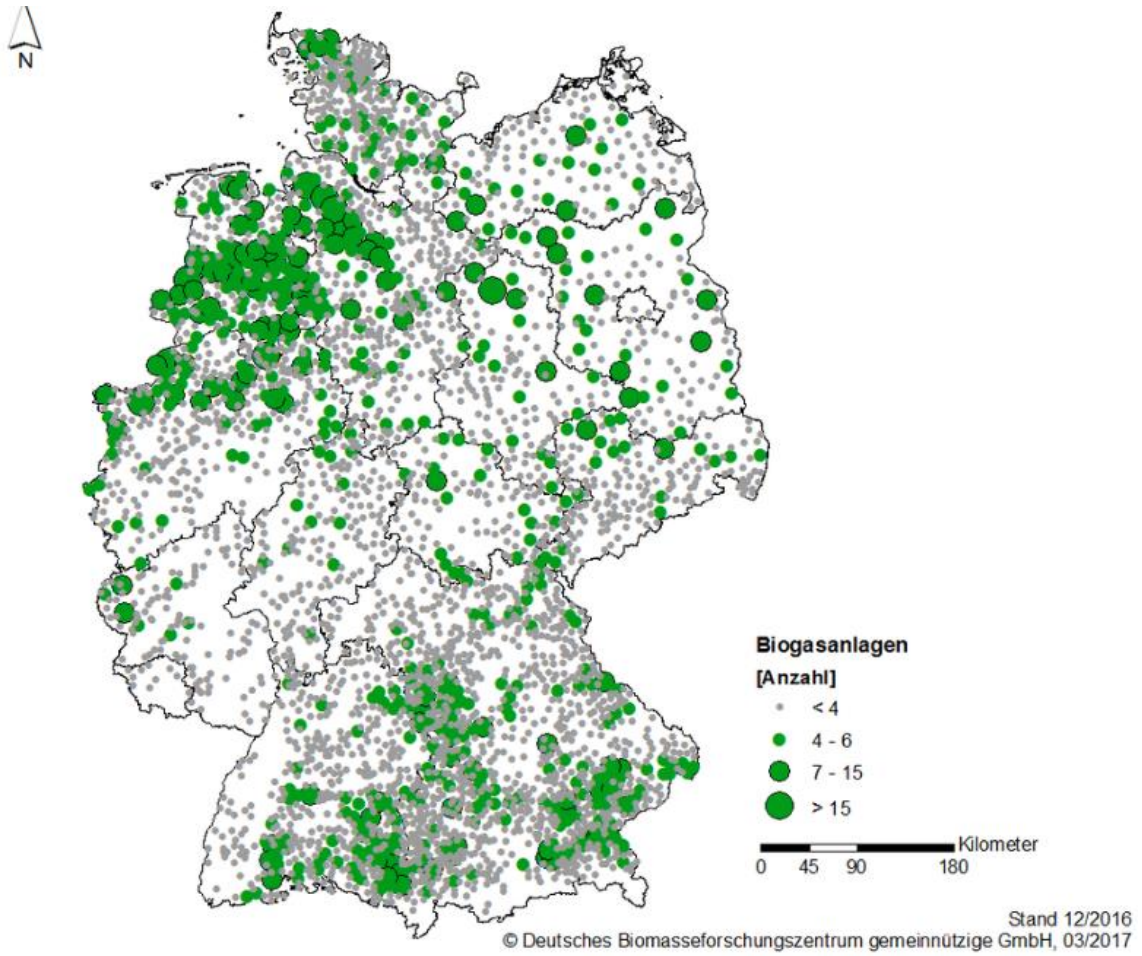 N
Biogasanlagen
[Anzahl]
< 4
4 - 6
7 - 15
> 15
Kilometer
0 45 90 180
Stand 12/2016
© Deutsches Biomasseforschungszentrum gemeinnützige GmbH, 03/2017